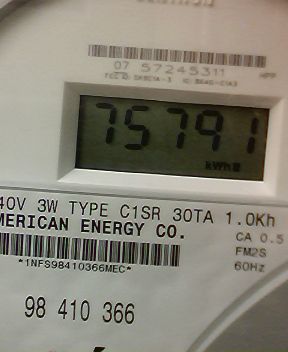 07 57245311
HPP
75791
kWh
40V 3W TYPE C1SR 30TA 1.0Kh
MERICAN ENERGY CO.
CA 0.5
FM2S
60Hz
*1NFS98410366MEC*
98 410 366